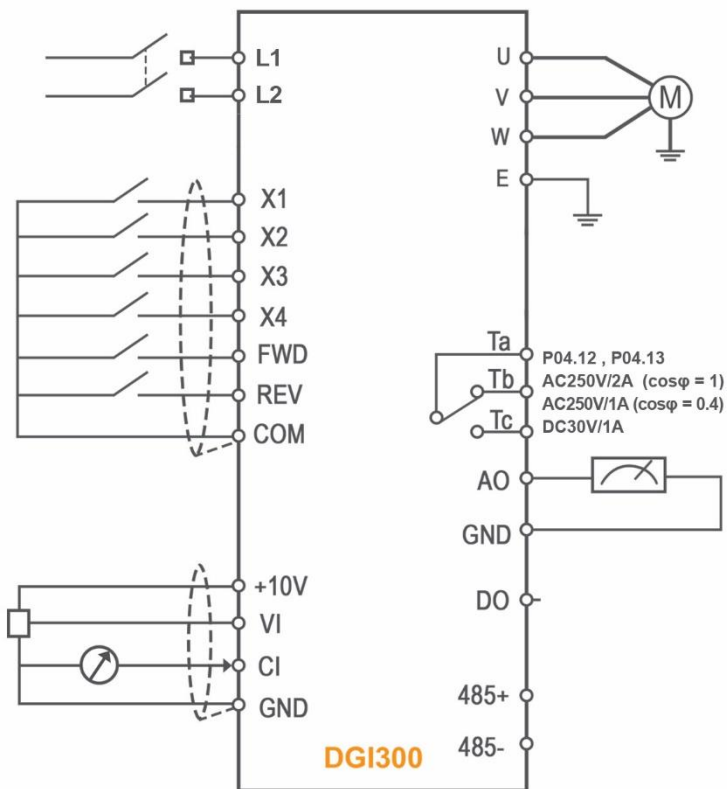 L1
L2
X1
X2
X3
X4
FWD
REV
COM
+10V
VI
CI
GND
U
V
W
E
M
Ta
Tb
Tc
P04.12 , P04.13
AC250V/2A (cosφ = 1)
AC250V/1A (cosφ = 0.4)
DC30V/1A
AO
GND
DO
485+
485-
DGI300